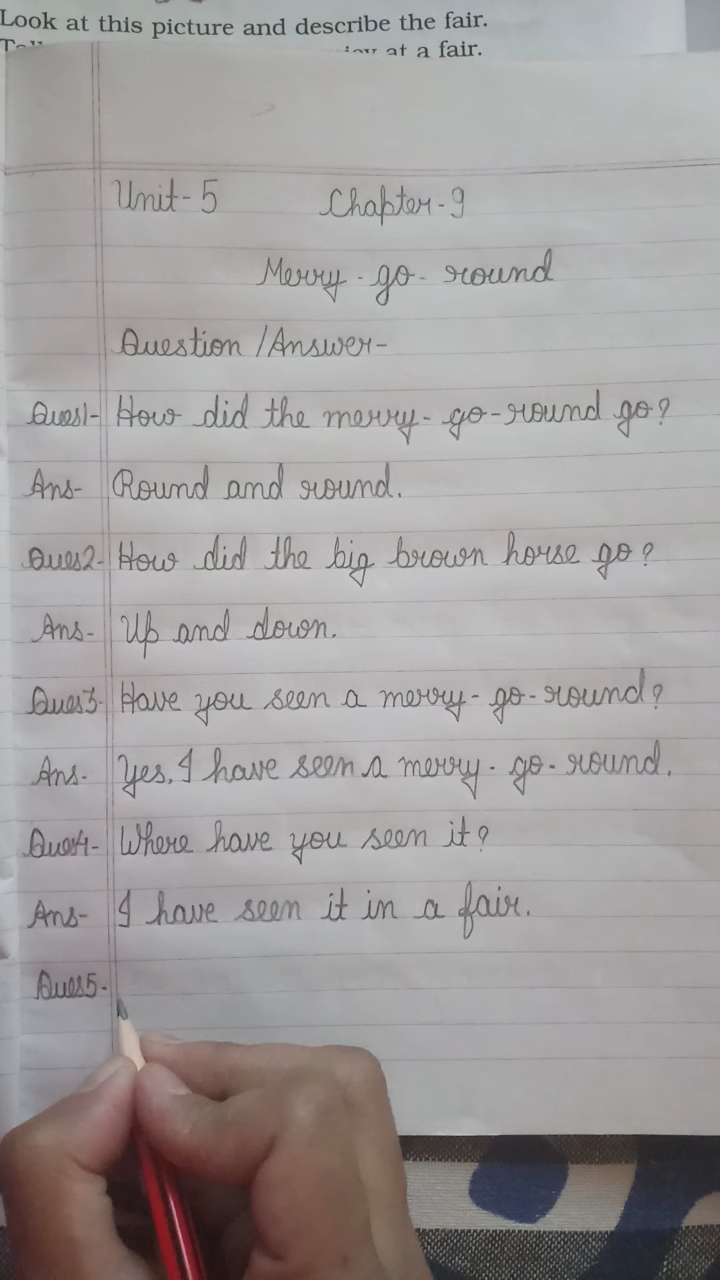 Look at this picture and describe the fair.
at a fair.
Unit-5 Chapter-9
Merry-go-round
Question/Answer-
Ques1- How did the merry-go-round go?
Ans- Round and round.
Ques2- How did the big brown horse go?
Ans- Up and down.
Ques3- Have you seen a merry-go-round?
Ans- Yes, I have seen a merry-go-round.
Ques4- Where have you seen it?
Ans- I have seen it in a fair.
Ques5-